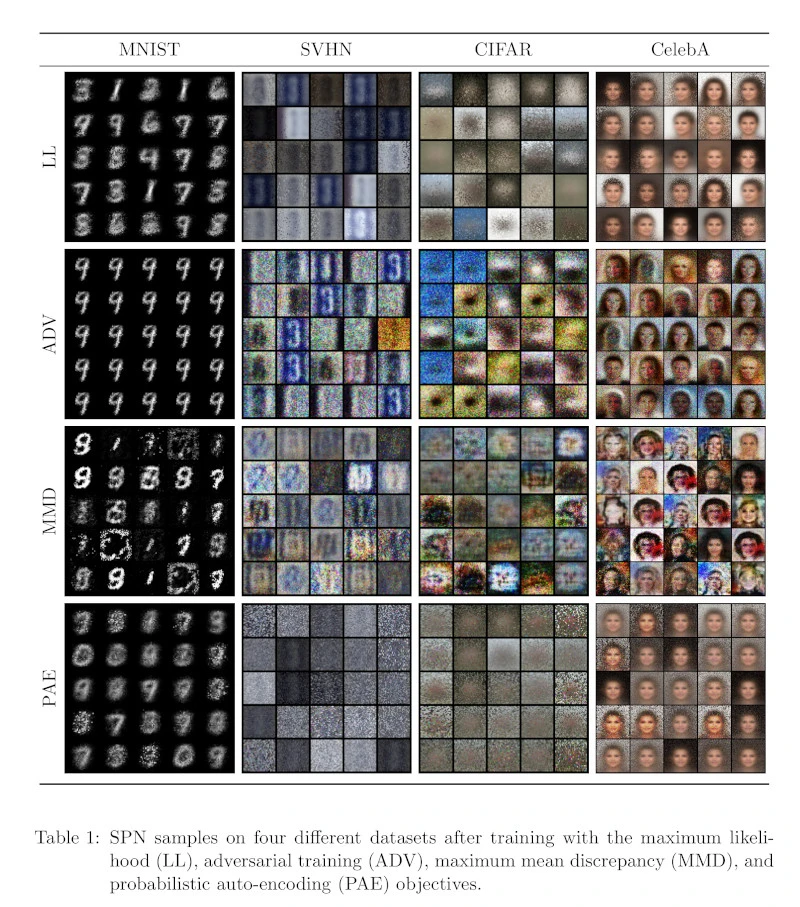 MNIST SVHN CIFAR CelebA
LL
ADV
MMD
PAE
Table 1: SPN samples on four different datasets after training with the maximum likeli-
hood (LL), adversarial training (ADV), maximum mean discrepancy (MMD), and
probabilistic auto-encoding (PAE) objectives.